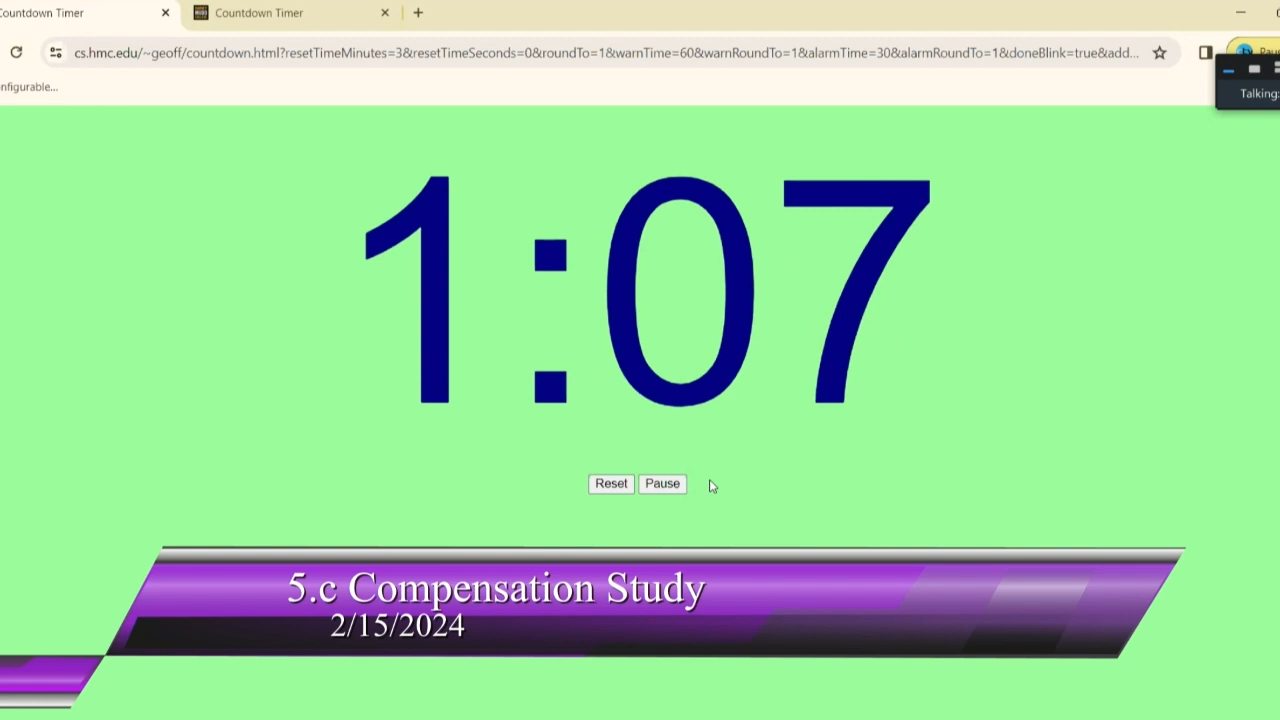 Countdown Timer
Countdown Timer
cs.hmc.edu/~geoff/countdown.html?resetTimeMinutes=3&resetTimeSeconds=0&roundTo=1&warnTime=60&warnRoundTo=1&alarmTime=30&alarmRoundTo=1&doneBlink=true&add...
nfigurable...
Talking:
1:07
Reset Pause
5.c Compensation Study
2/15/2024